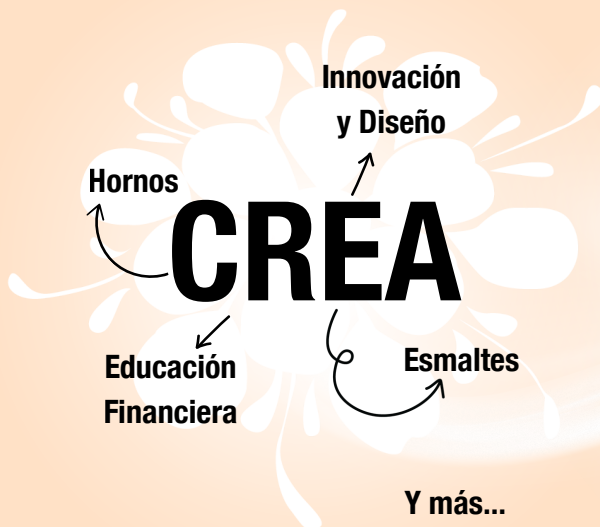 Innovación
y Diseño
Hornos
CREA
Educación
Financiera
Esmaltes
Y más...